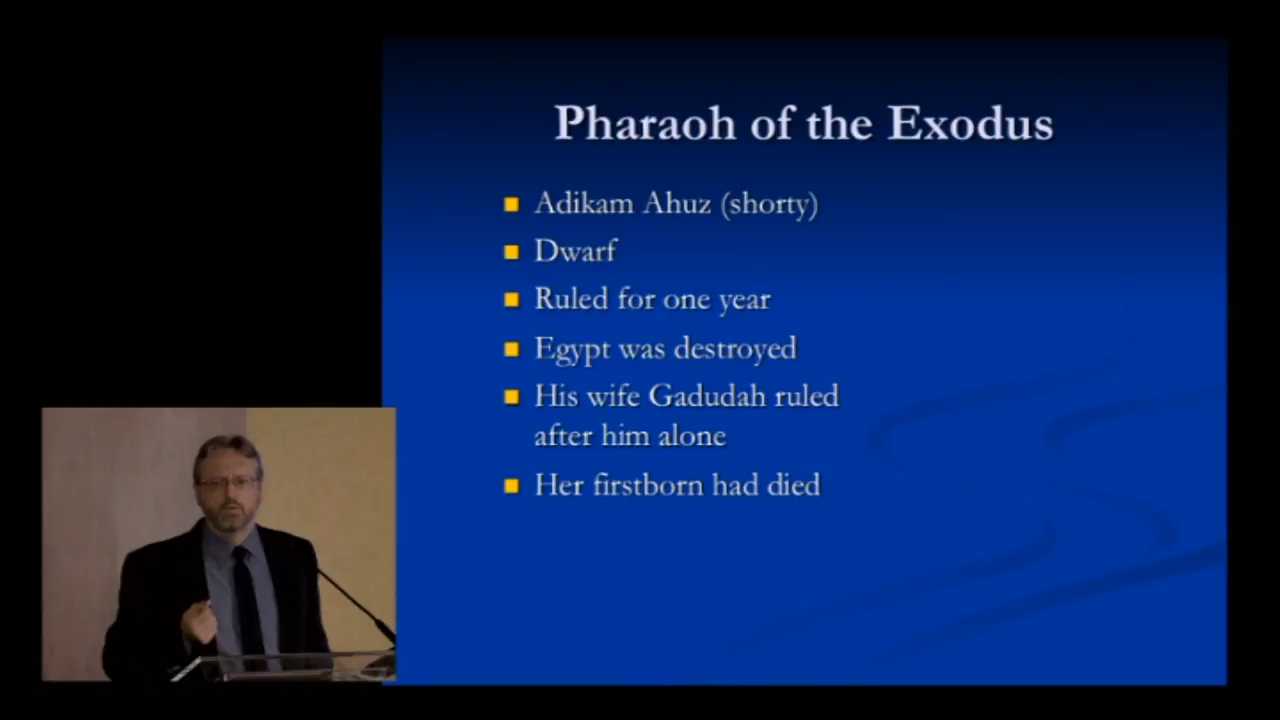 Pharaoh of the Exodus
Adikam Ahuz (shorty)
Dwarf
Ruled for one year
Egypt was destroyed
His wife Gadudah ruled
after him alone
Her firstborn had died